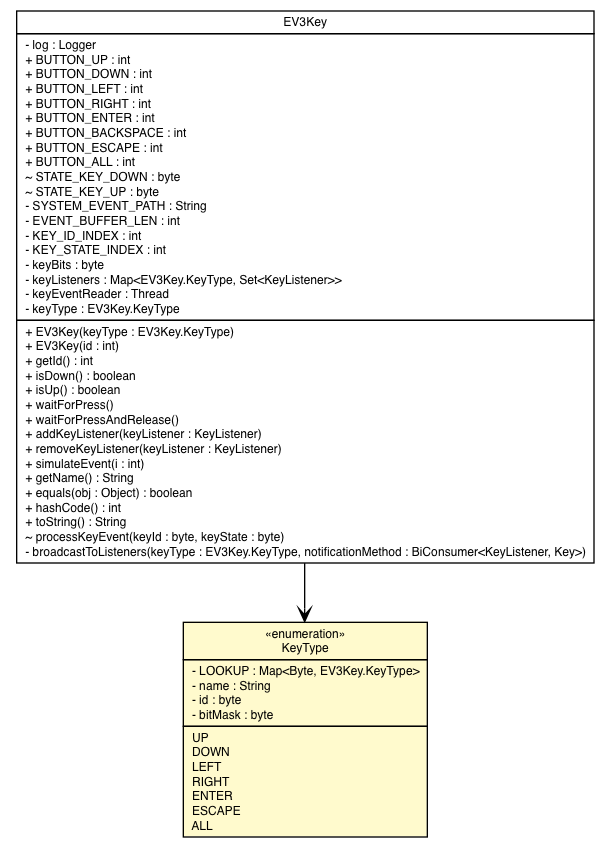 EV3Key
- log : Logger
+ BUTTON_UP : int
+ BUTTON_DOWN : int
+ BUTTON_LEFT : int
+ BUTTON_RIGHT : int
+ BUTTON_ENTER : int
+ BUTTON_BACKSPACE : int
+ BUTTON_ESCAPE : int
+ BUTTON_ALL : int
~ STATE_KEY_DOWN : byte
~ STATE_KEY_UP : byte
- SYSTEM_EVENT_PATH : String
- EVENT_BUFFER_LEN : int
- KEY_ID_INDEX : int
- KEY_STATE_INDEX : int
- keyBits : byte
- keyListeners : Map<EV3Key.KeyType, Set<KeyListener>>
- keyEventReader : Thread
- keyType : EV3Key.KeyType
+ EV3Key(keyType : EV3Key.KeyType)
+ EV3Key(id : int)
+ getId() : int
+ isDown() : boolean
+ isUp() : boolean
+ waitForPress()
+ waitForPressAndRelease()
+ addKeyListener(keyListener : KeyListener)
+ removeKeyListener(keyListener : KeyListener)
+ simulateEvent(i : int)
+ getName() : String
+ equals(obj : Object) : boolean
+ hashCode() : int
+ toString() : String
~ processKeyEvent(keyId : byte, keyState : byte)
- broadcastToListeners(keyType : EV3Key.KeyType, notificationMethod : BiConsumer<KeyListener, Key>)
«enumeration»
KeyType
- LOOKUP : Map<Byte, EV3Key.KeyType>
- name : String
- id : byte
- bitMask : byte
UP
DOWN
LEFT
RIGHT
ENTER
ESCAPE
ALL